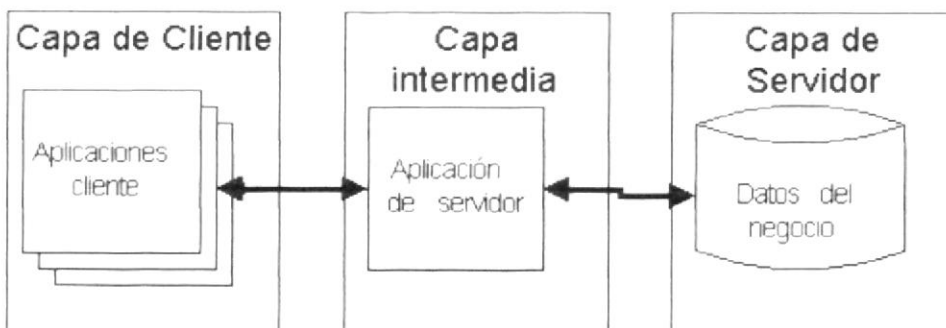 Capa de Cliente
Aplicaciones
cliente
Capa
intermedia
Aplicación
de servidor
Capa de
Servidor
Datos del
negocio